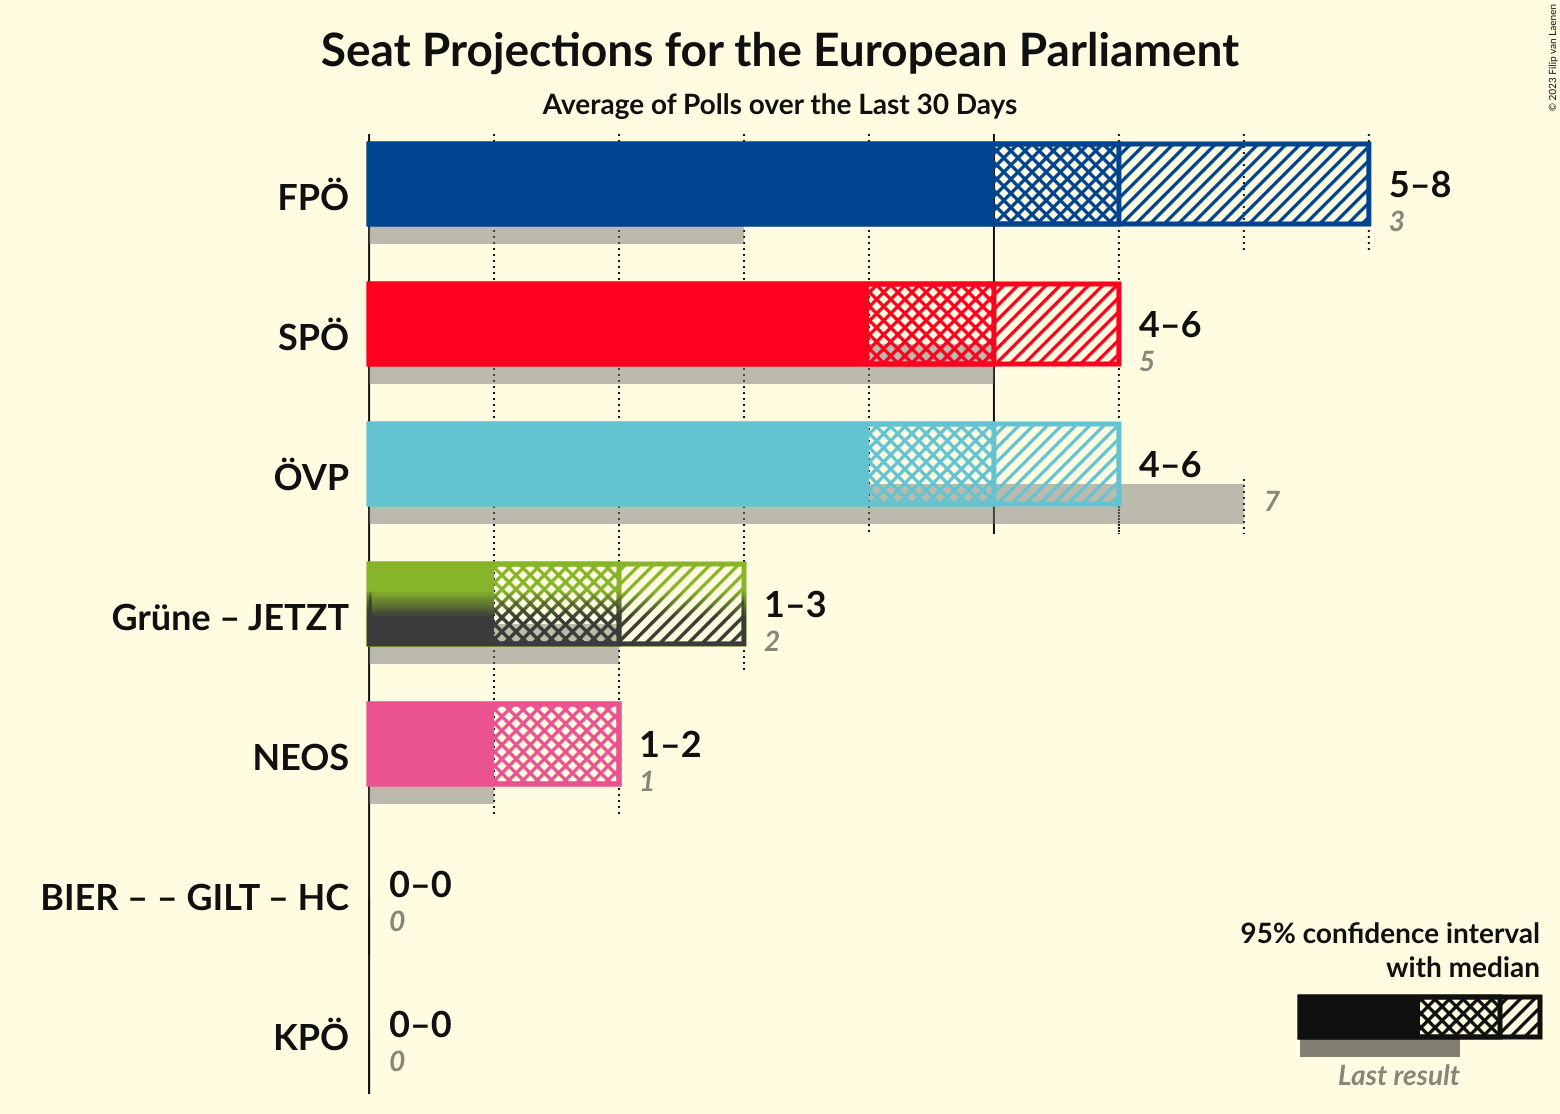 Seat Projections for the European Parliament
Average of Polls over the Last 30 Days
© 2023 Filip van Laenen
FPÖ
5–8
3
SPÖ
4–6
5
ÖVP
4–6
7
Grüne – JETZT
1–3
2
NEOS
1–2
1
BIER – – GILT – HC
0–0
0
KPÖ
0–0
0
95% confidence interval
with median
Last result